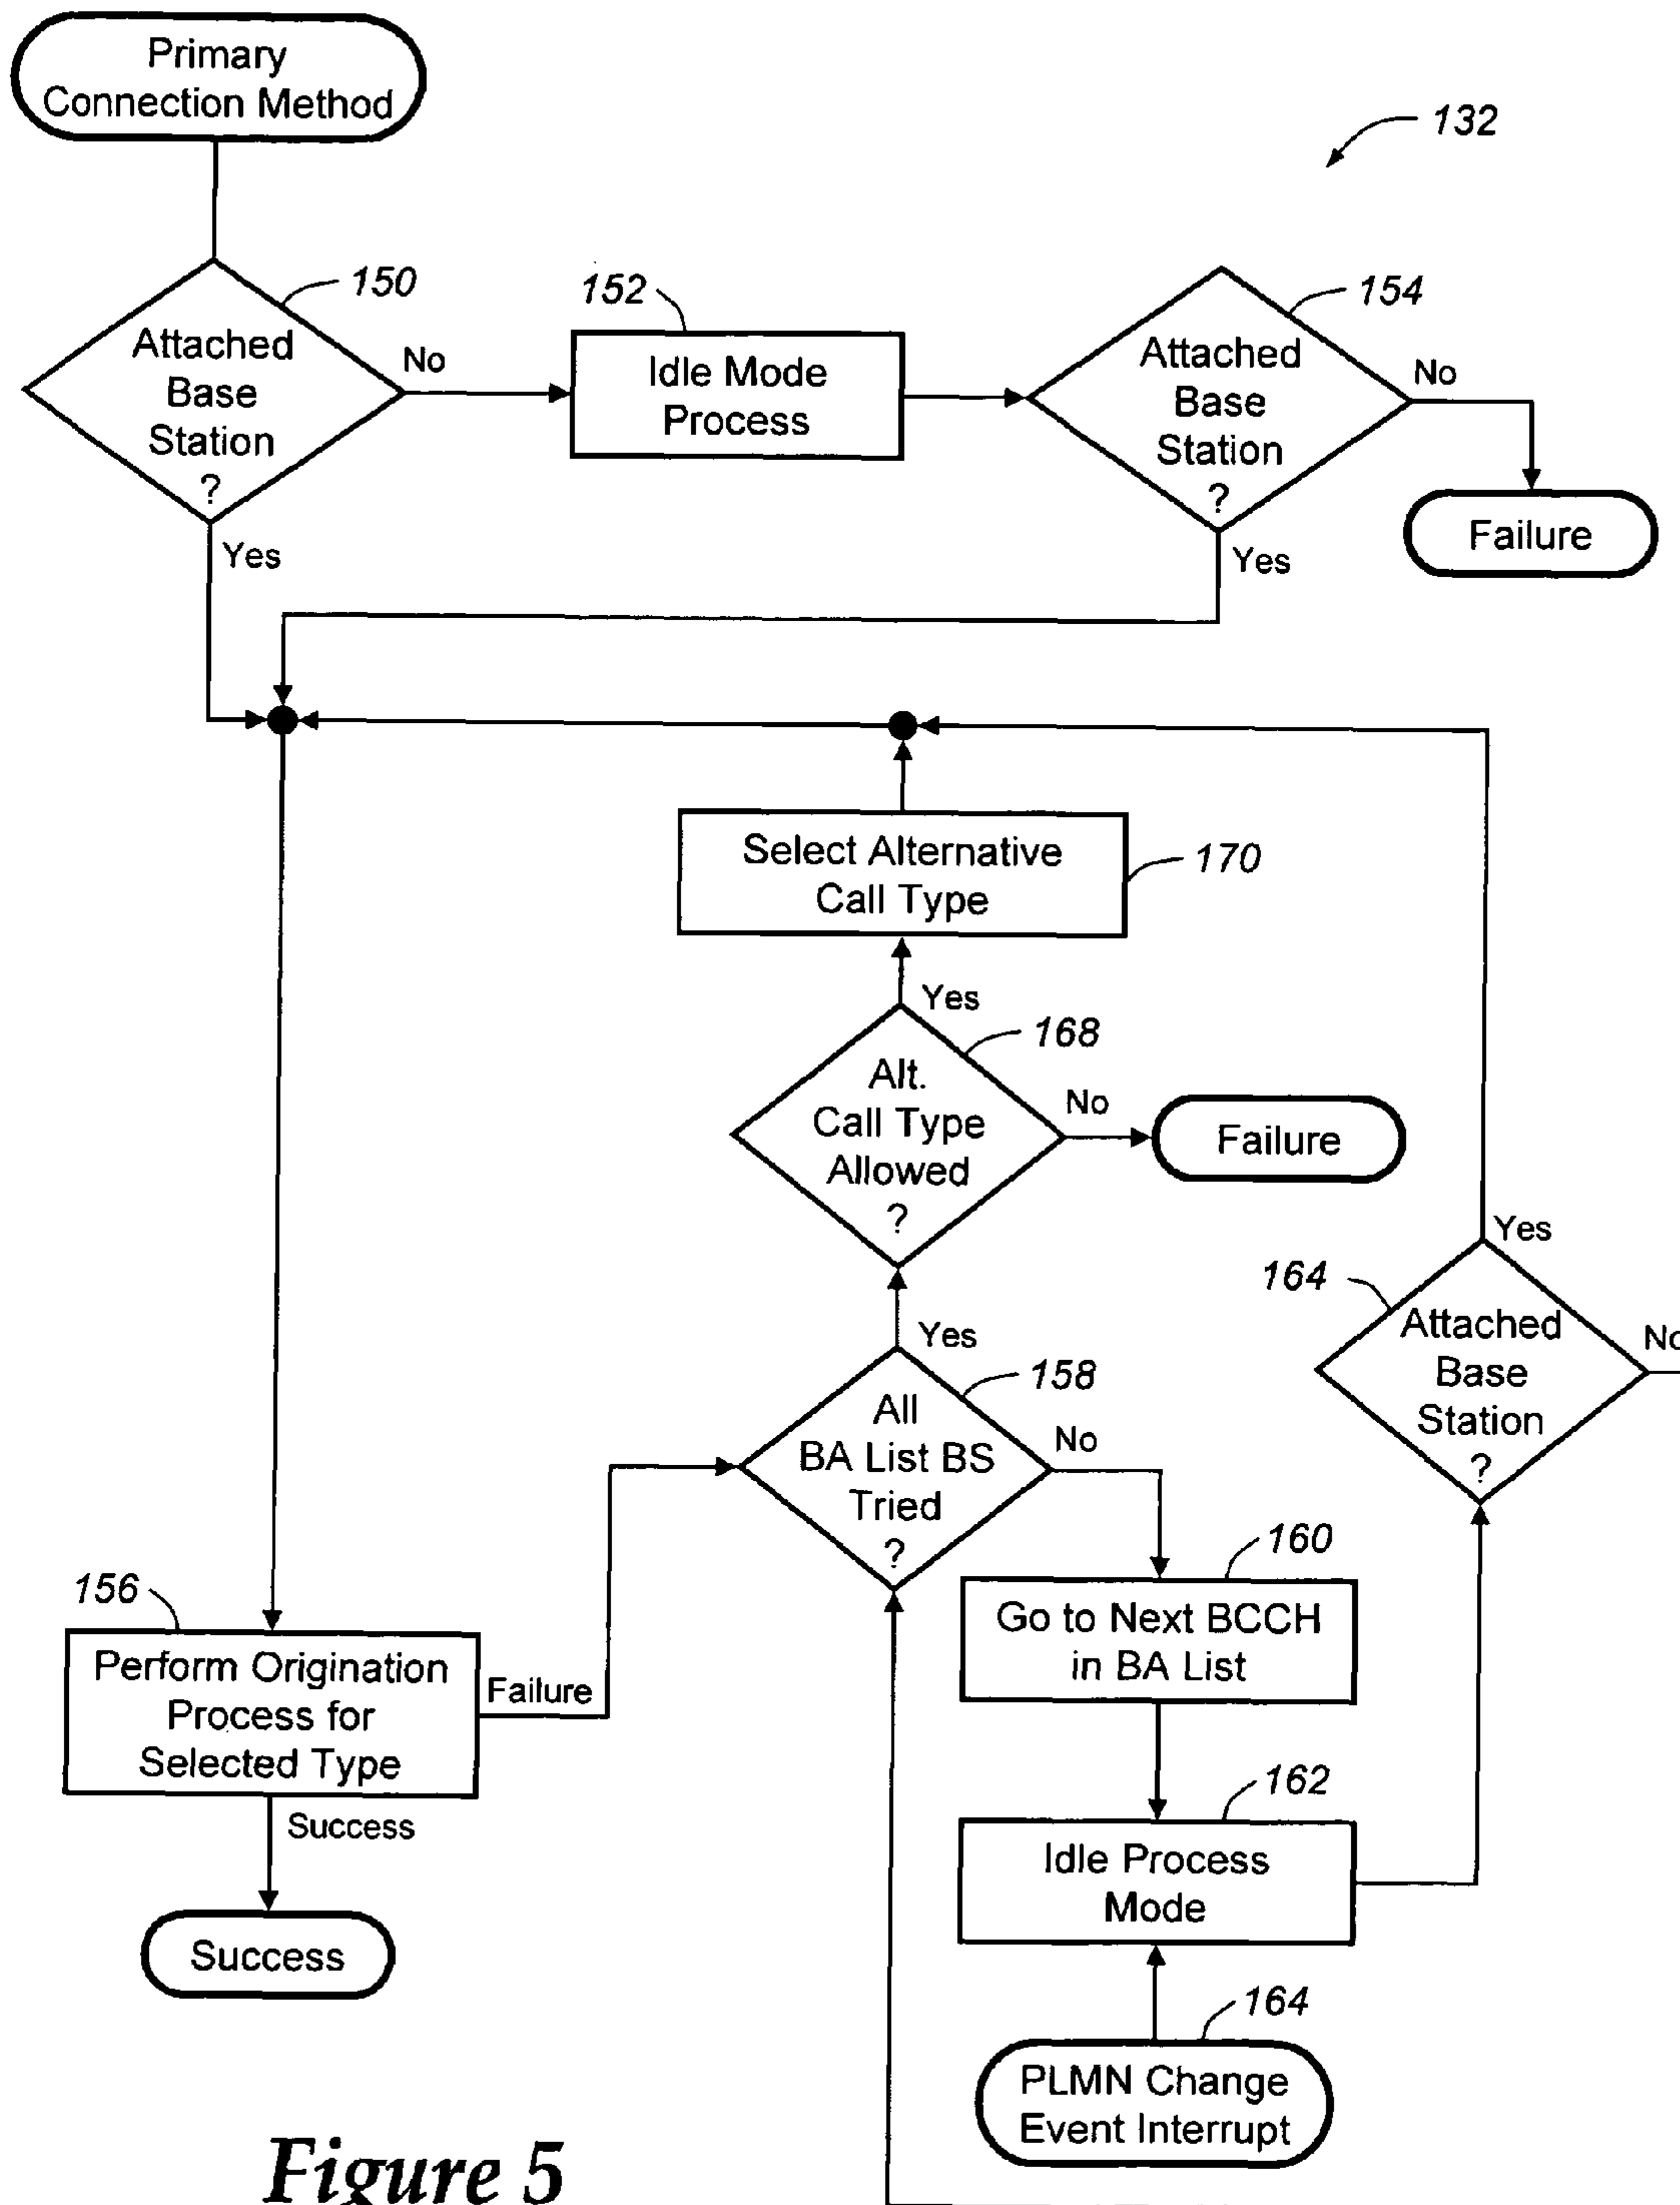 Primary
Connection Method
132
150
Attached
Base
Station
?
No
Yes
152
Idle Mode
Process
154
Attached
Base
Station
?
No
Yes
Failure
Select Alternative
Call Type
170
Yes
168
Alt.
Call Type
Allowed
?
No
Failure
Yes
164
Attached
Base
Station
?
Yes
158
All
BA List BS
Tried
?
No
160
Go to Next BCCH
in BA List
156
Perform Origination
Process for
Selected Type
Failure
Success
Success
162
Idle Process
Mode
164
PLMN Change
Event Interrupt
Figure 5